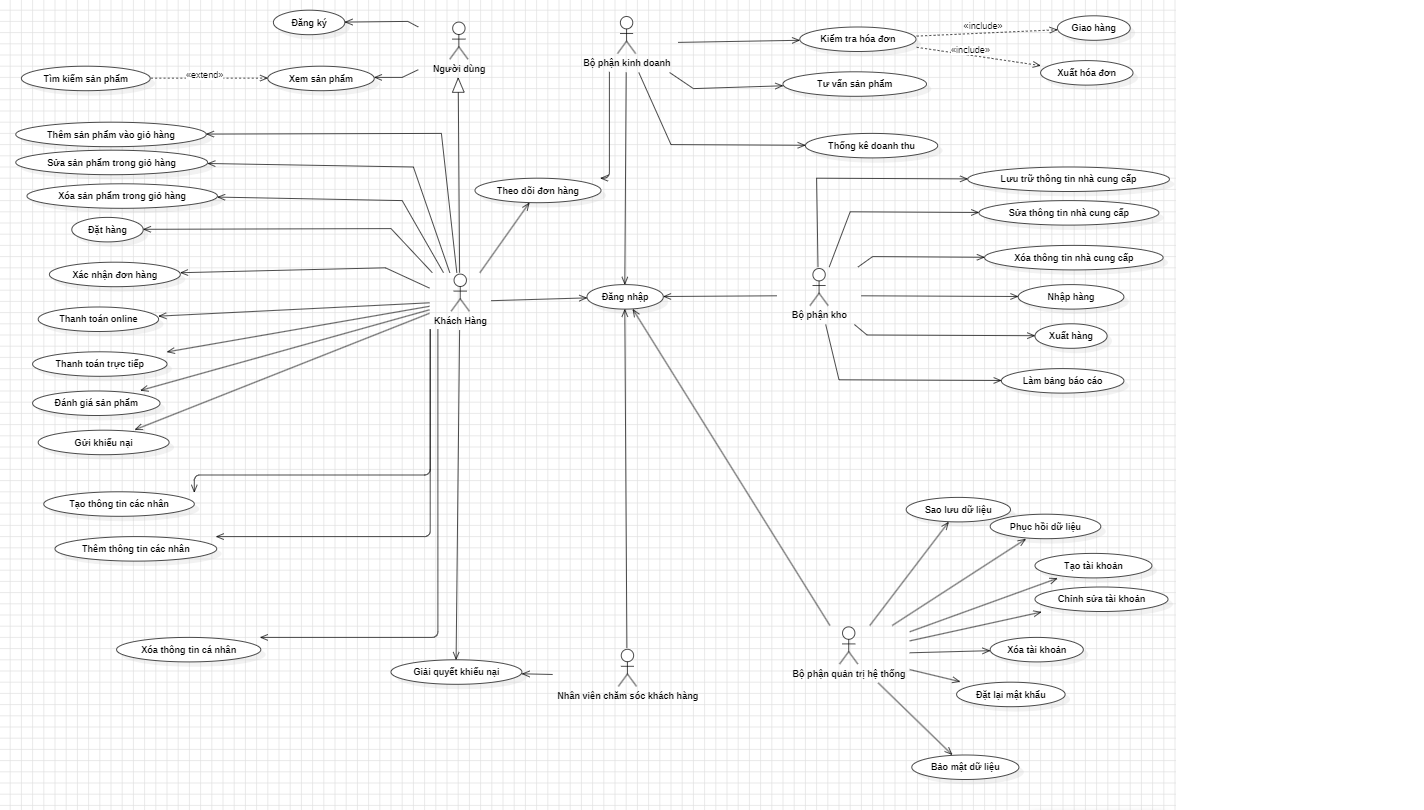 Đăng ký
Người dùng
Tìm kiếm sản phẩm
«extend»
Xem sản phẩm
Bộ phận kinh doanh
Kiểm tra hóa đơn
«include»
Giao hàng
«include»
Xuất hóa đơn
Tư vấn sản phẩm
Thống kê doanh thu
Thêm sản phẩm vào giỏ hàng
Sửa sản phẩm trong giỏ hàng
Xóa sản phẩm trong giỏ hàng
Đặt hàng
Xác nhận đơn hàng
Thanh toán online
Thanh toán trực tiếp
Đánh giá sản phẩm
Gửi khiếu nại
Tạo thông tin các nhân
Thêm thông tin các nhân
Xóa thông tin cá nhân
Theo dõi đơn hàng
Khách Hàng
Đăng nhập
Giải quyết khiếu nại
Nhân viên chăm sóc khách hàng
Lưu trữ thông tin nhà cung cấp
Sửa thông tin nhà cung cấp
Xóa thông tin nhà cung cấp
Bộ phận kho
Nhập hàng
Xuất hàng
Làm bảng báo cáo
Sao lưu dữ liệu
Phục hồi dữ liệu
Tạo tài khoản
Chỉnh sửa tài khoản
Xóa tài khoản
Bộ phận quản trị hệ thống
Đặt lại mật khẩu
Bảo mật dữ liệu